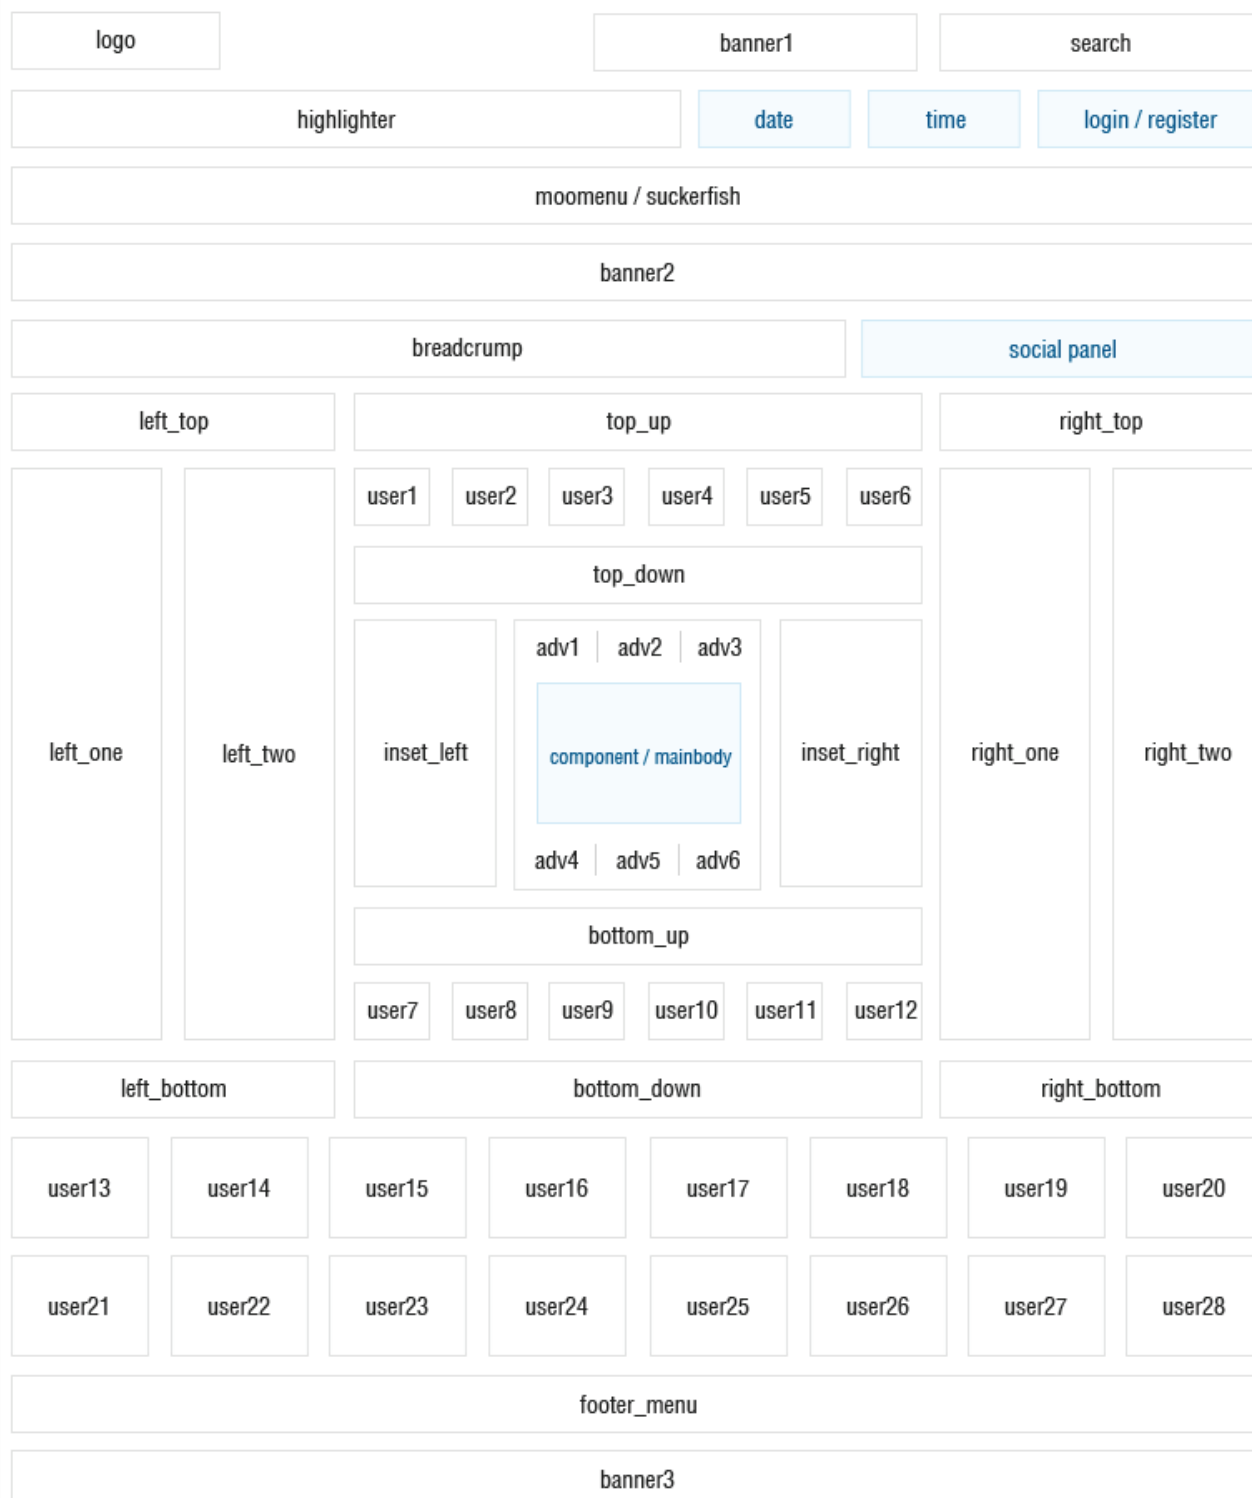 logo banner1 search
highlighter date time login / register
moomenu / suckerfish
banner2
breadcrump social panel
left_top top_up right_top
user1 user2 user3 user4 user5 user6
top_down
adv1 adv2 adv3
left_one left_two inset_left component / mainbody inset_right right_one right_two
adv4 adv5 adv6
bottom_up
user7 user8 user9 user10 user11 user12
left_bottom bottom_down right_bottom
user13 user14 user15 user16 user17 user18 user19 user20
user21 user22 user23 user24 user25 user26 user27 user28
footer_menu
banner3